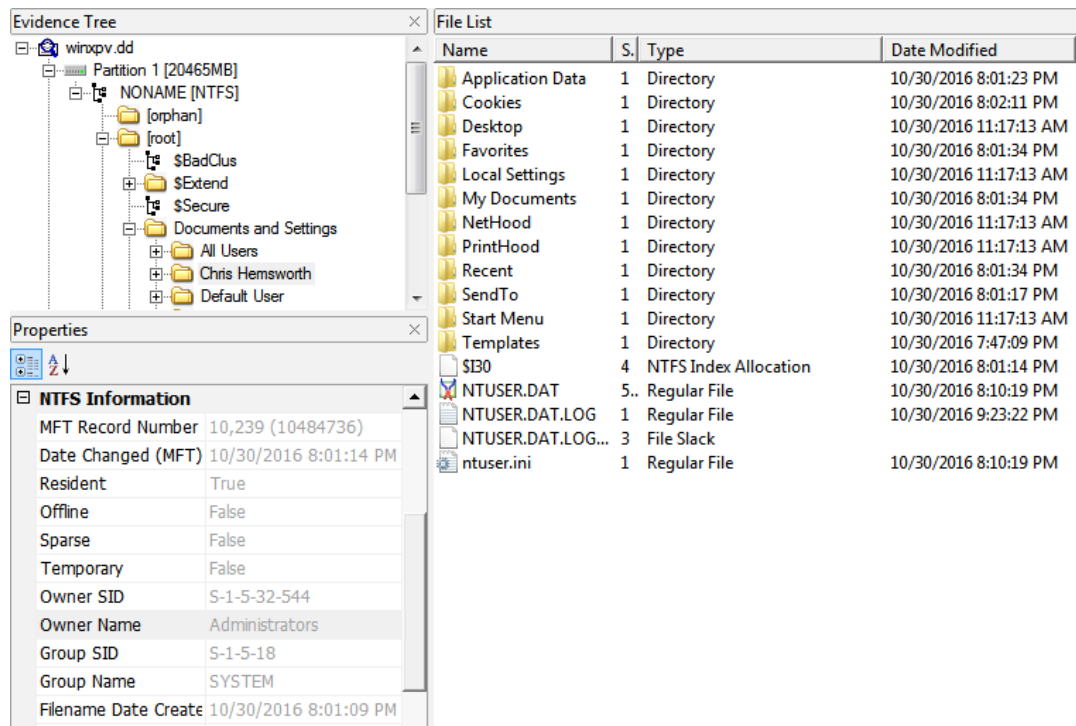 Evidence Tree
winxpv.dd
Partition 1 [20465MB]
NONAME [NTFS]
[orphan]
[root]
$BadClus
$Extend
$Secure
Documents and Settings
All Users
Chris Hemsworth
Default User
Properties
NTFS Information
MFT Record Number 10,239 (10484736)
Date Changed (MFT) 10/30/2016 8:01:14 PM
Resident True
Offline False
Sparse False
Temporary False
Owner SID S-1-5-32-544
Owner Name Administrators
Group SID S-1-5-18
Group Name SYSTEM
Filename Date Create 10/30/2016 8:01:09 PM
File List
Name S. Type Date Modified
Application Data 1 Directory 10/30/2016 8:01:23 PM
Cookies 1 Directory 10/30/2016 8:02:11 PM
Desktop 1 Directory 10/30/2016 11:17:13 AM
Favorites 1 Directory 10/30/2016 8:01:34 PM
Local Settings 1 Directory 10/30/2016 11:17:13 AM
My Documents 1 Directory 10/30/2016 8:01:34 PM
NetHood 1 Directory 10/30/2016 11:17:13 AM
PrintHood 1 Directory 10/30/2016 11:17:13 AM
Recent 1 Directory 10/30/2016 8:01:34 PM
SendTo 1 Directory 10/30/2016 8:01:17 PM
Start Menu 1 Directory 10/30/2016 11:17:13 AM
Templates 1 Directory 10/30/2016 7:47:09 PM
$I30 4 NTFS Index Allocation 10/30/2016 8:01:14 PM
NTUSER.DAT 5.. Regular File 10/30/2016 8:10:19 PM
NTUSER.DAT.LOG 1 Regular File 10/30/2016 9:23:22 PM
NTUSER.DAT.LOG... 3 File Slack
ntuser.ini 1 Regular File 10/30/2016 8:10:19 PM